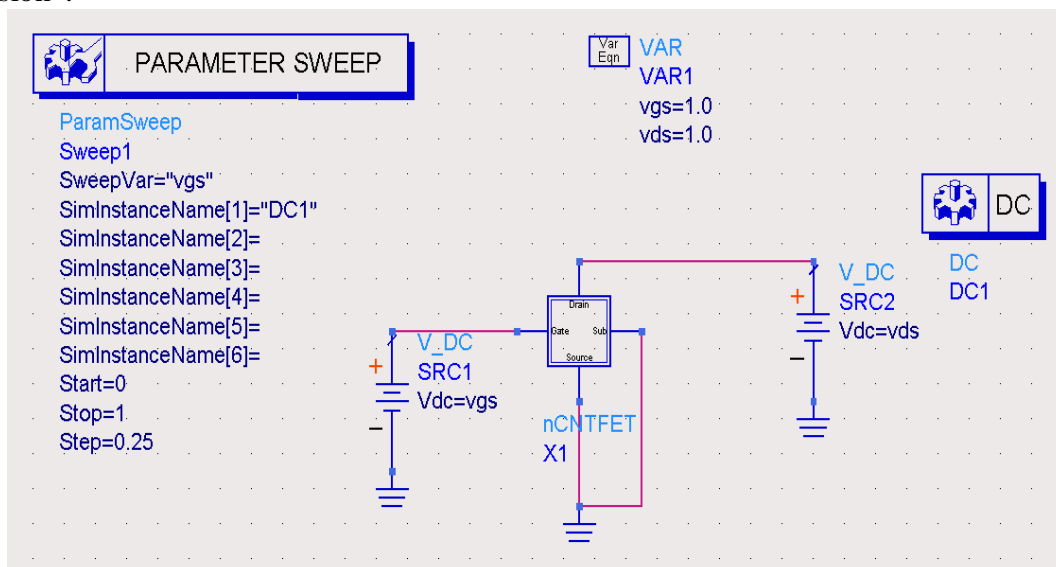 sion".
PARAMETER SWEEP
ParamSweep
Sweep1
SweepVar="vgs"
SimInstanceName[1]="DC1"
SimInstanceName[2]=
SimInstanceName[3]=
SimInstanceName[4]=
SimInstanceName[5]=
SimInstanceName[6]=
Start=0
Stop=1
Step=0.25
Var
Eqn
VAR
VAR1
vgs=1.0
vds=1.0
DC
DC
DC1
V_DC
SRC2
Vdc=vds
+
−
Drain
Gate
Sub
Source
nCNTFET
X1
V_DC
SRC1
Vdc=vgs
+
−